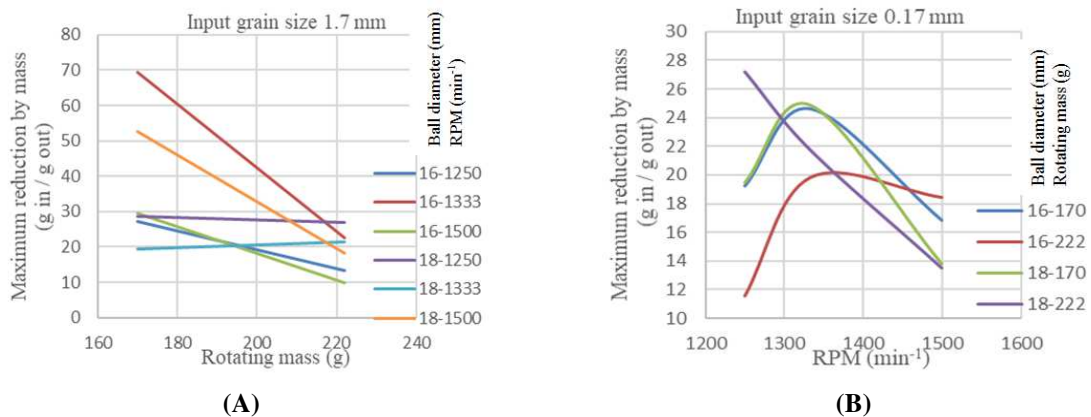 Input grain size 1.7 mm
Maximum reduction by mass
(g in / g out)
80
70
60
50
40
30
20
10
0
160
180
200
220
240
Rotating mass (g)
Ball diameter (mm)
RPM (min-1)
16-1250
16-1333
16-1500
18-1250
18-1333
18-1500
(A)
Input grain size 0.17 mm
Maximum reduction by mass
(g in / g out)
30
28
26
24
22
20
18
16
14
12
10
1200
1300
1400
1500
1600
RPM (min-1)
Ball diameter (mm)
Rotating mass (g)
16-170
16-222
18-170
18-222
(B)